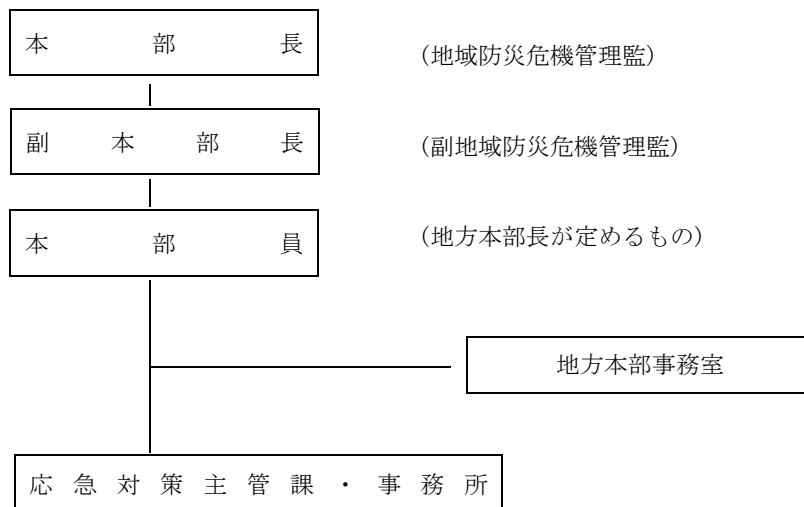 本部長
(地域防災危機管理監)
副本部長
(副地域防災危機管理監)
本部員
(地方本部長が定めるもの)
地方本部事務室
応急対策主管課・事務所